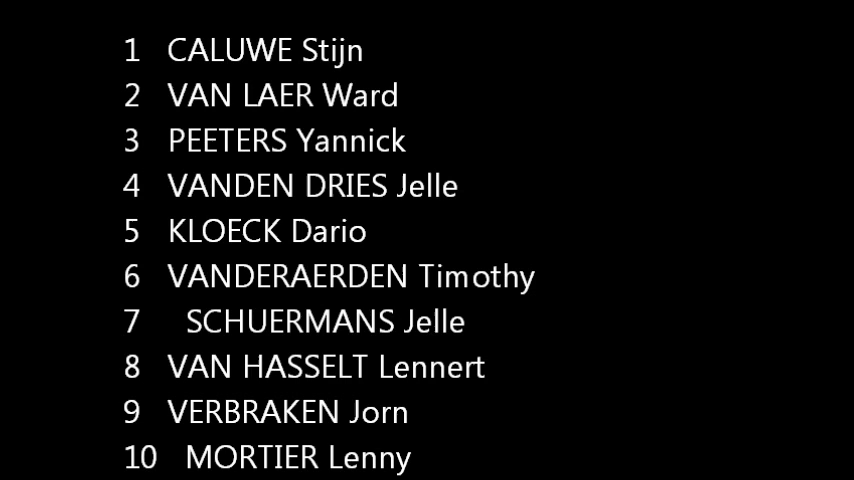 1 CALUWE Stijn
2 VAN LAER Ward
3 PEETERS Yannick
4 VANDEN DRIES Jelle
5 KLOECK Dario
6 VANDERAERDEN Timothy
7 SCHUERMANS Jelle
8 VAN HASSELT Lennert
9 VERBRAKEN Jorn
10 MORTIER Lenny